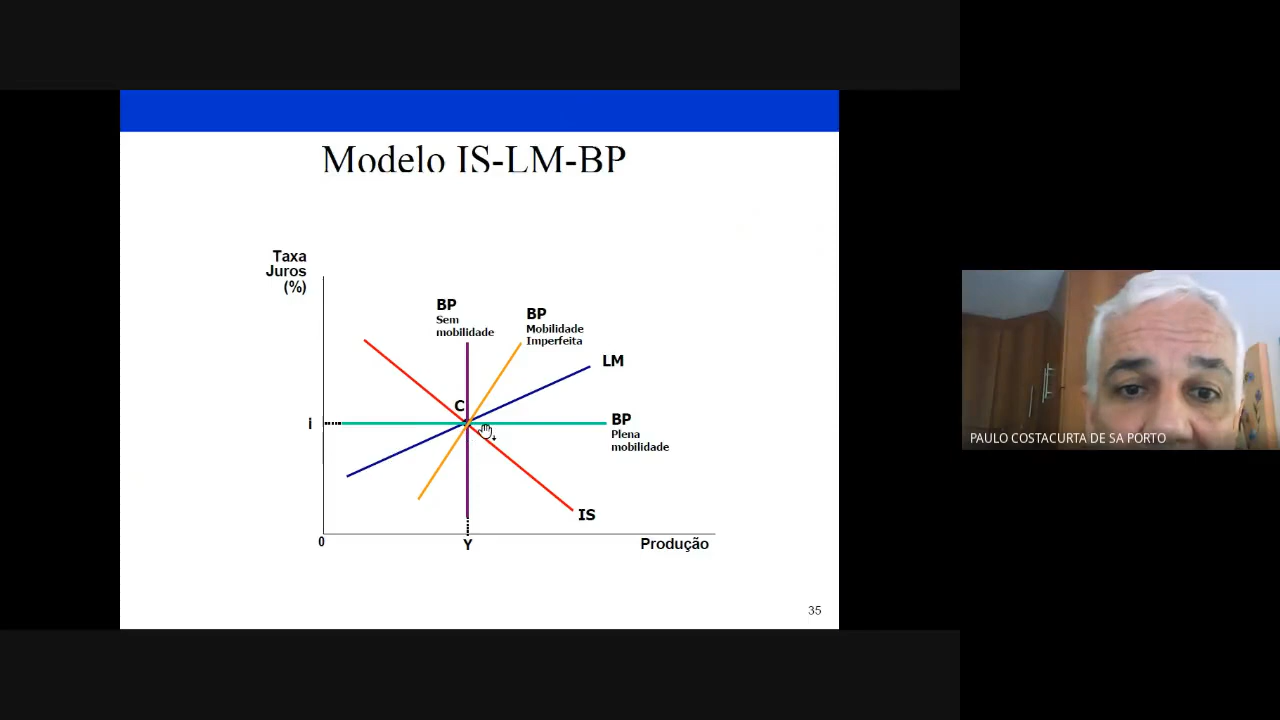 Modelo IS-LM-BP
Taxa
Juros
(%)
BP
Sem
mobilidade
BP
Mobilidade
Imperfeita
LM
C
i
BP
Plena
mobilidade
IS
0
Y
Produção
35
PAULO COSTACURTA DE SA PORTO